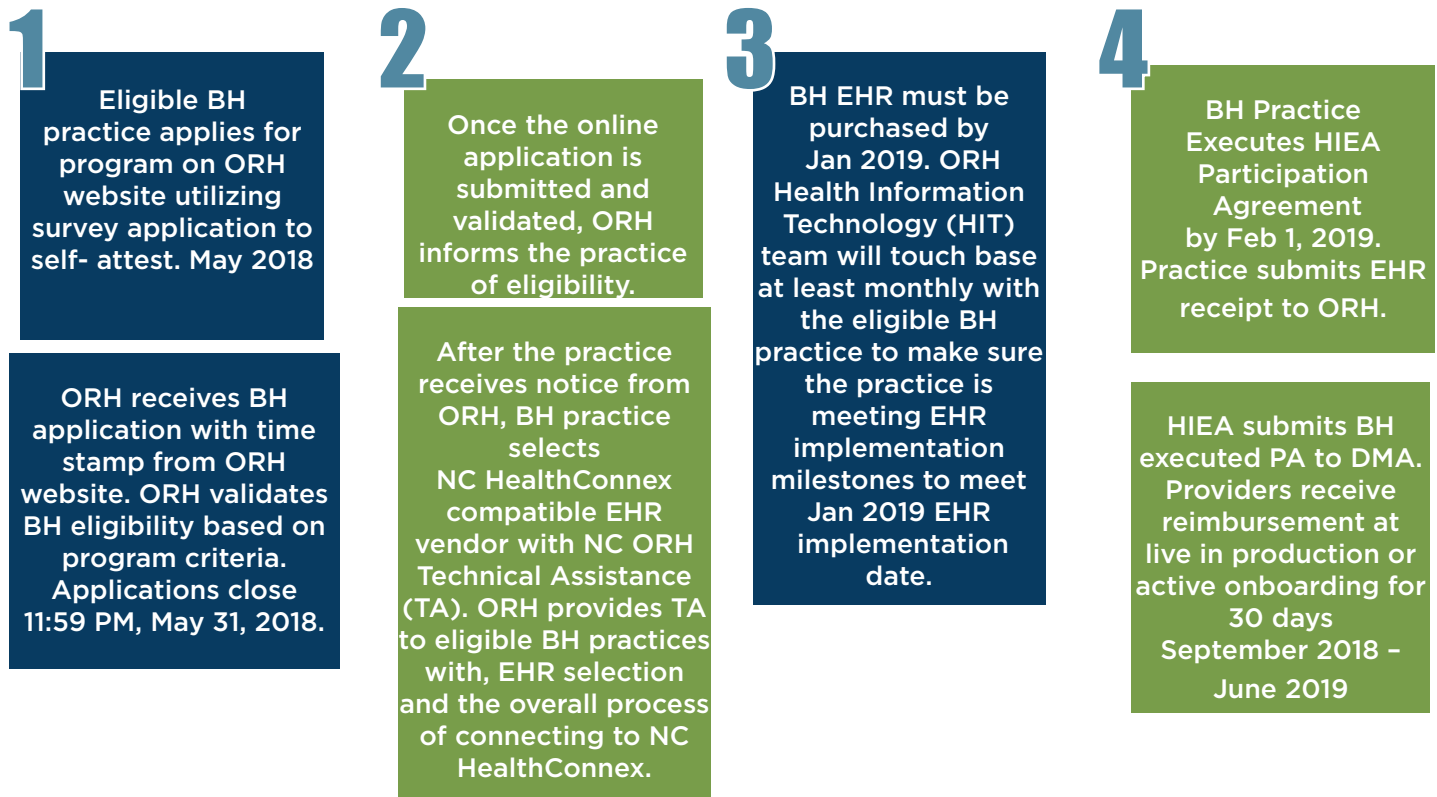 1
Eligible BH
practice applies for
program on ORH
website utilizing
survey application to
self- attest. May 2018
ORH receives BH
application with time
stamp from ORH
website. ORH validates
BH eligibility based on
program criteria.
Applications close
11:59 PM, May 31, 2018.
2
Once the online
application is
submitted and
validated, ORH
informs the practice
of eligibility.
After the practice
receives notice from
ORH, BH practice
selects
NC HealthConnex
compatible EHR
vendor with NC ORH
Technical Assistance
(TA). ORH provides TA
to eligible BH practices
with, EHR selection
and the overall process
of connecting to NC
HealthConnex.
3
BH EHR must be
purchased by
Jan 2019. ORH
Health Information
Technology (HIT)
team will touch base
at least monthly with
the eligible BH
practice to make sure
the practice is
meeting EHR
implementation
milestones to meet
Jan 2019 EHR
implementation
date.
4
BH Practice
Executes HIEA
Participation
Agreement
by Feb 1, 2019.
Practice submits EHR
receipt to ORH.
HIEA submits BH
executed PA to DMA.
Providers receive
reimbursement at
live in production or
active onboarding for
30 days
September 2018 –
June 2019